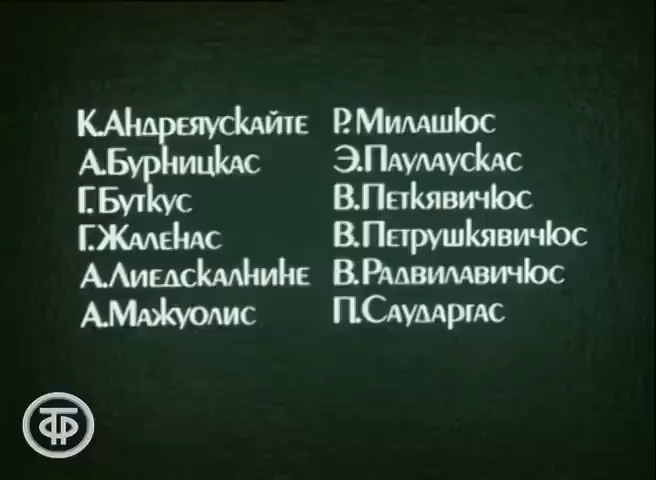 К.Андреяускайте
А.Бурницкас
Г.Буткус
Г.Жаленас
А.Лиедскалнине
А.Мажуолис
Р.Милашюс
Э.Паулаускас
В.Петкявичюс
В.Петрушкявичюс
В.Радвилавичюс
П.Саударгас